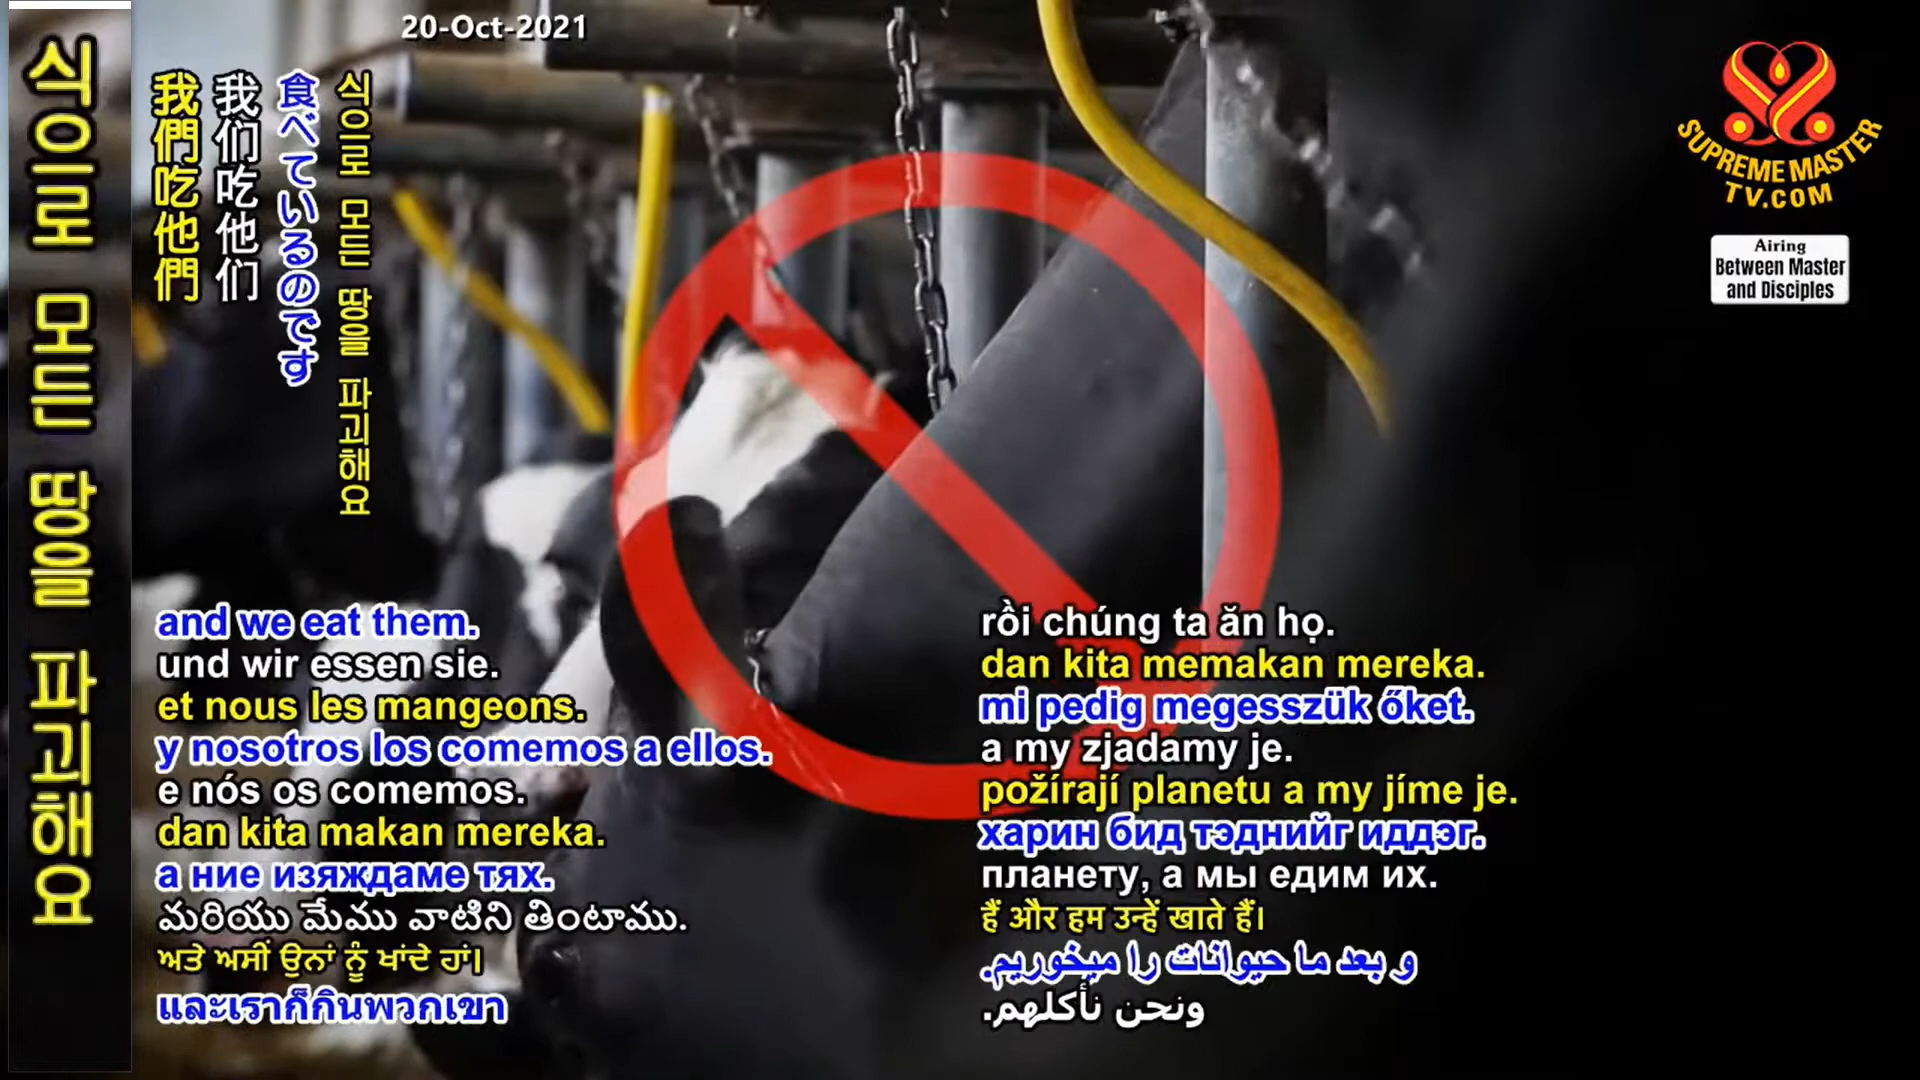 20-Oct-2021
식으로 모든 땅을 파괴해요
我們吃他們
我们吃他们
食べているのです
식으로 모든 땅을 파괴해요
SUPREME MASTER
TV.COM
Airing
Between Master
and Disciples
and we eat them.
und wir essen sie.
et nous les mangeons.
y nosotros los comemos a ellos.
e nós os comemos.
dan kita makan mereka.
а ние изяждаме тях.
మరియు మేము వాటిని తింటాము.
ਅਤੇ ਅਸੀਂ ਉਨਾਂ ਨੂੰ ਖਾਂਦੇ ਹਾਂ।
และเราก็กินพวกเขา
rồi chúng ta ăn họ.
dan kita memakan mereka.
mi pedig megesszük őket.
a my zjadamy je.
požírají planetu a my jíme je.
харин бид тэднийг иддэг.
планету, а мы едим их.
हैं और हम उन्हें खाते हैं।
و بعد ما حیوانات را میخوریم.
ونحن نأكلهم.